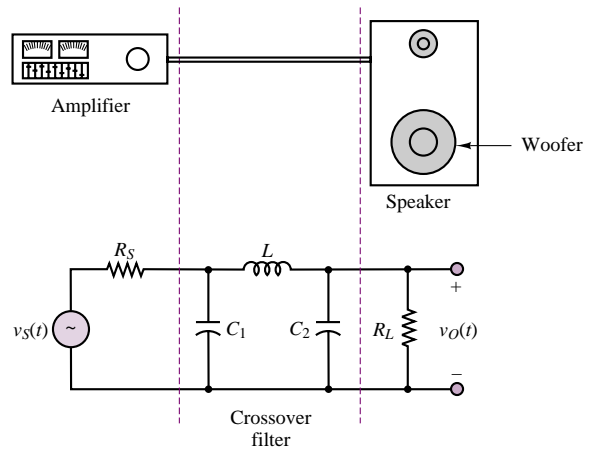 Amplifier
Woofer
Speaker
R_S
L
v_S(t)
~
C_1
C_2
R_L
+
v_O(t)
–
Crossover
filter